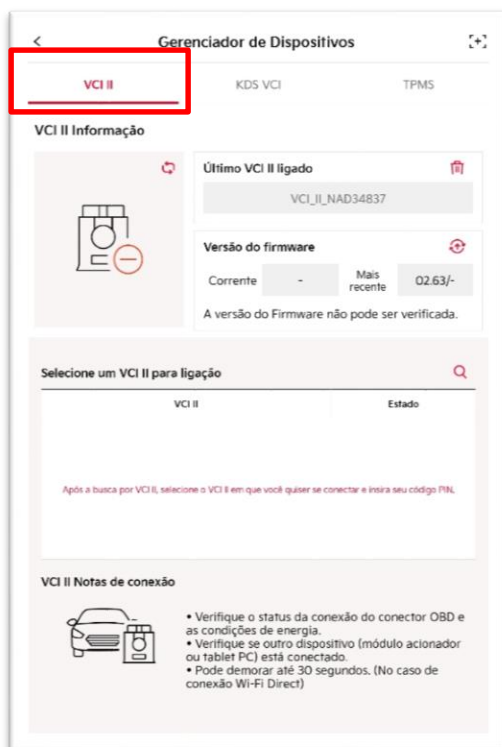 Gerenciador de Dispositivos
VCI II
KDS VCI
TPMS
VCI II Informação
Último VCI II ligado
VCI_II_NAD34837
Versão do firmware
Corrente
-
Mais
recente
02.63/-
A versão do Firmware não pode ser verificada.
Selecione um VCI II para ligação
VCI II
Estado
Após a busca por VCI II, selecione o VCI II em que você quiser se conectar e insira seu código PIN.
VCI II Notas de conexão
• Verifique o status da conexão do conector OBD e
as condições de energia.
• Verifique se outro dispositivo (módulo acionador
ou tablet PC) está conectado.
• Pode demorar até 30 segundos. (No caso de
conexão Wi-Fi Direct)